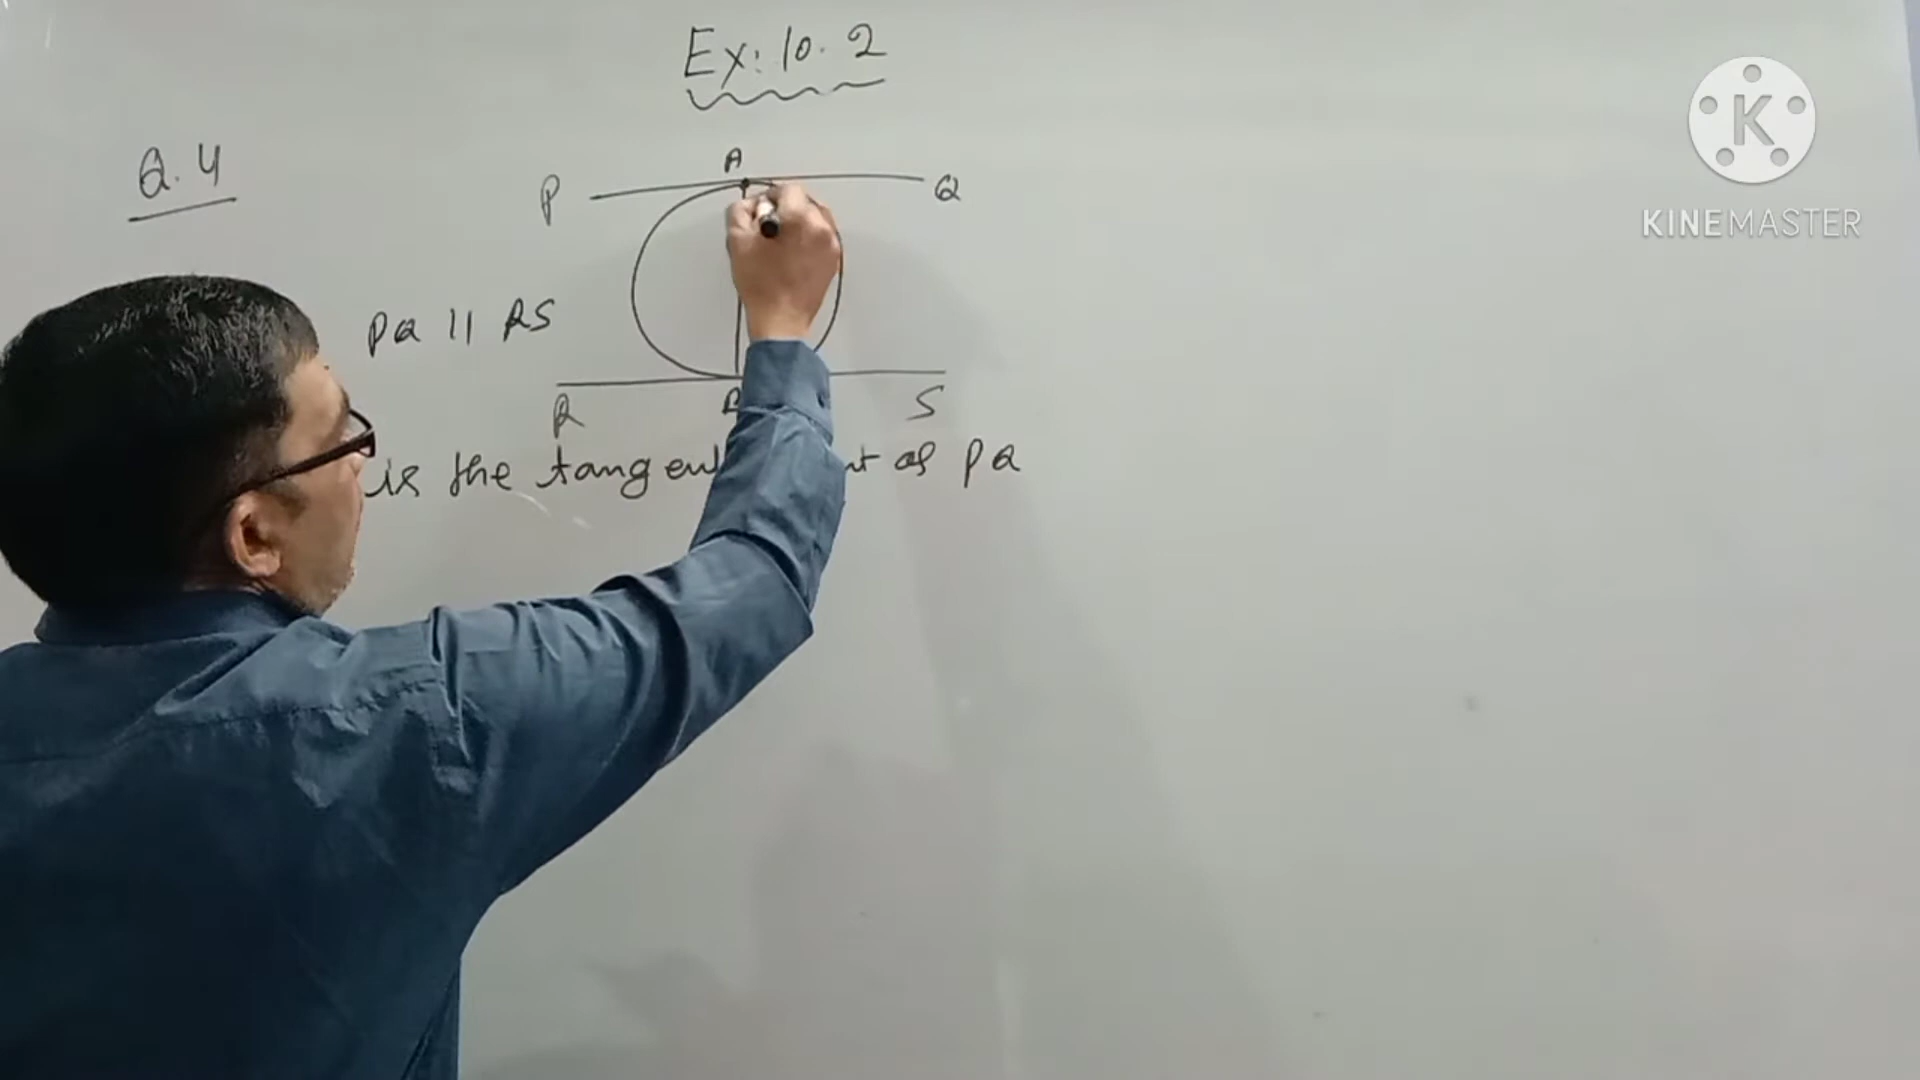 Ex: 10.2
Q.4
A
P
Q
PQ || RS
R
S
is the tangent of PQ
K
KINEMASTER